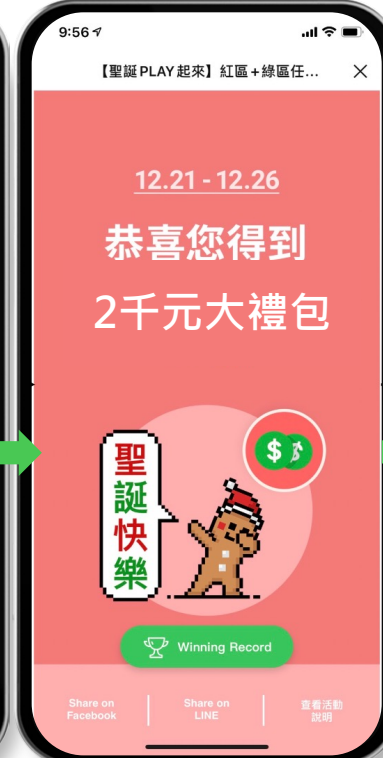 9:56
【聖誕PLAY起來】紅區+綠區任...
12.21 - 12.26
恭喜您得到
2千元大禮包
$ $
聖
誕
快
樂
Winning Record
Share on
Facebook
Share on
LINE
查看活動
說明